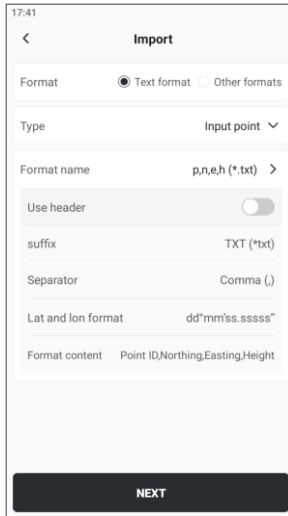 17:41
Import
Format Text format Other formats
Type Input point
Format name p,n,e,h (*.txt)
Use header
suffix TXT (*txt)
Separator Comma (,)
Lat and lon format dd°mm'ss.sssss"
Format content Point ID,Northing,Easting,Height
NEXT